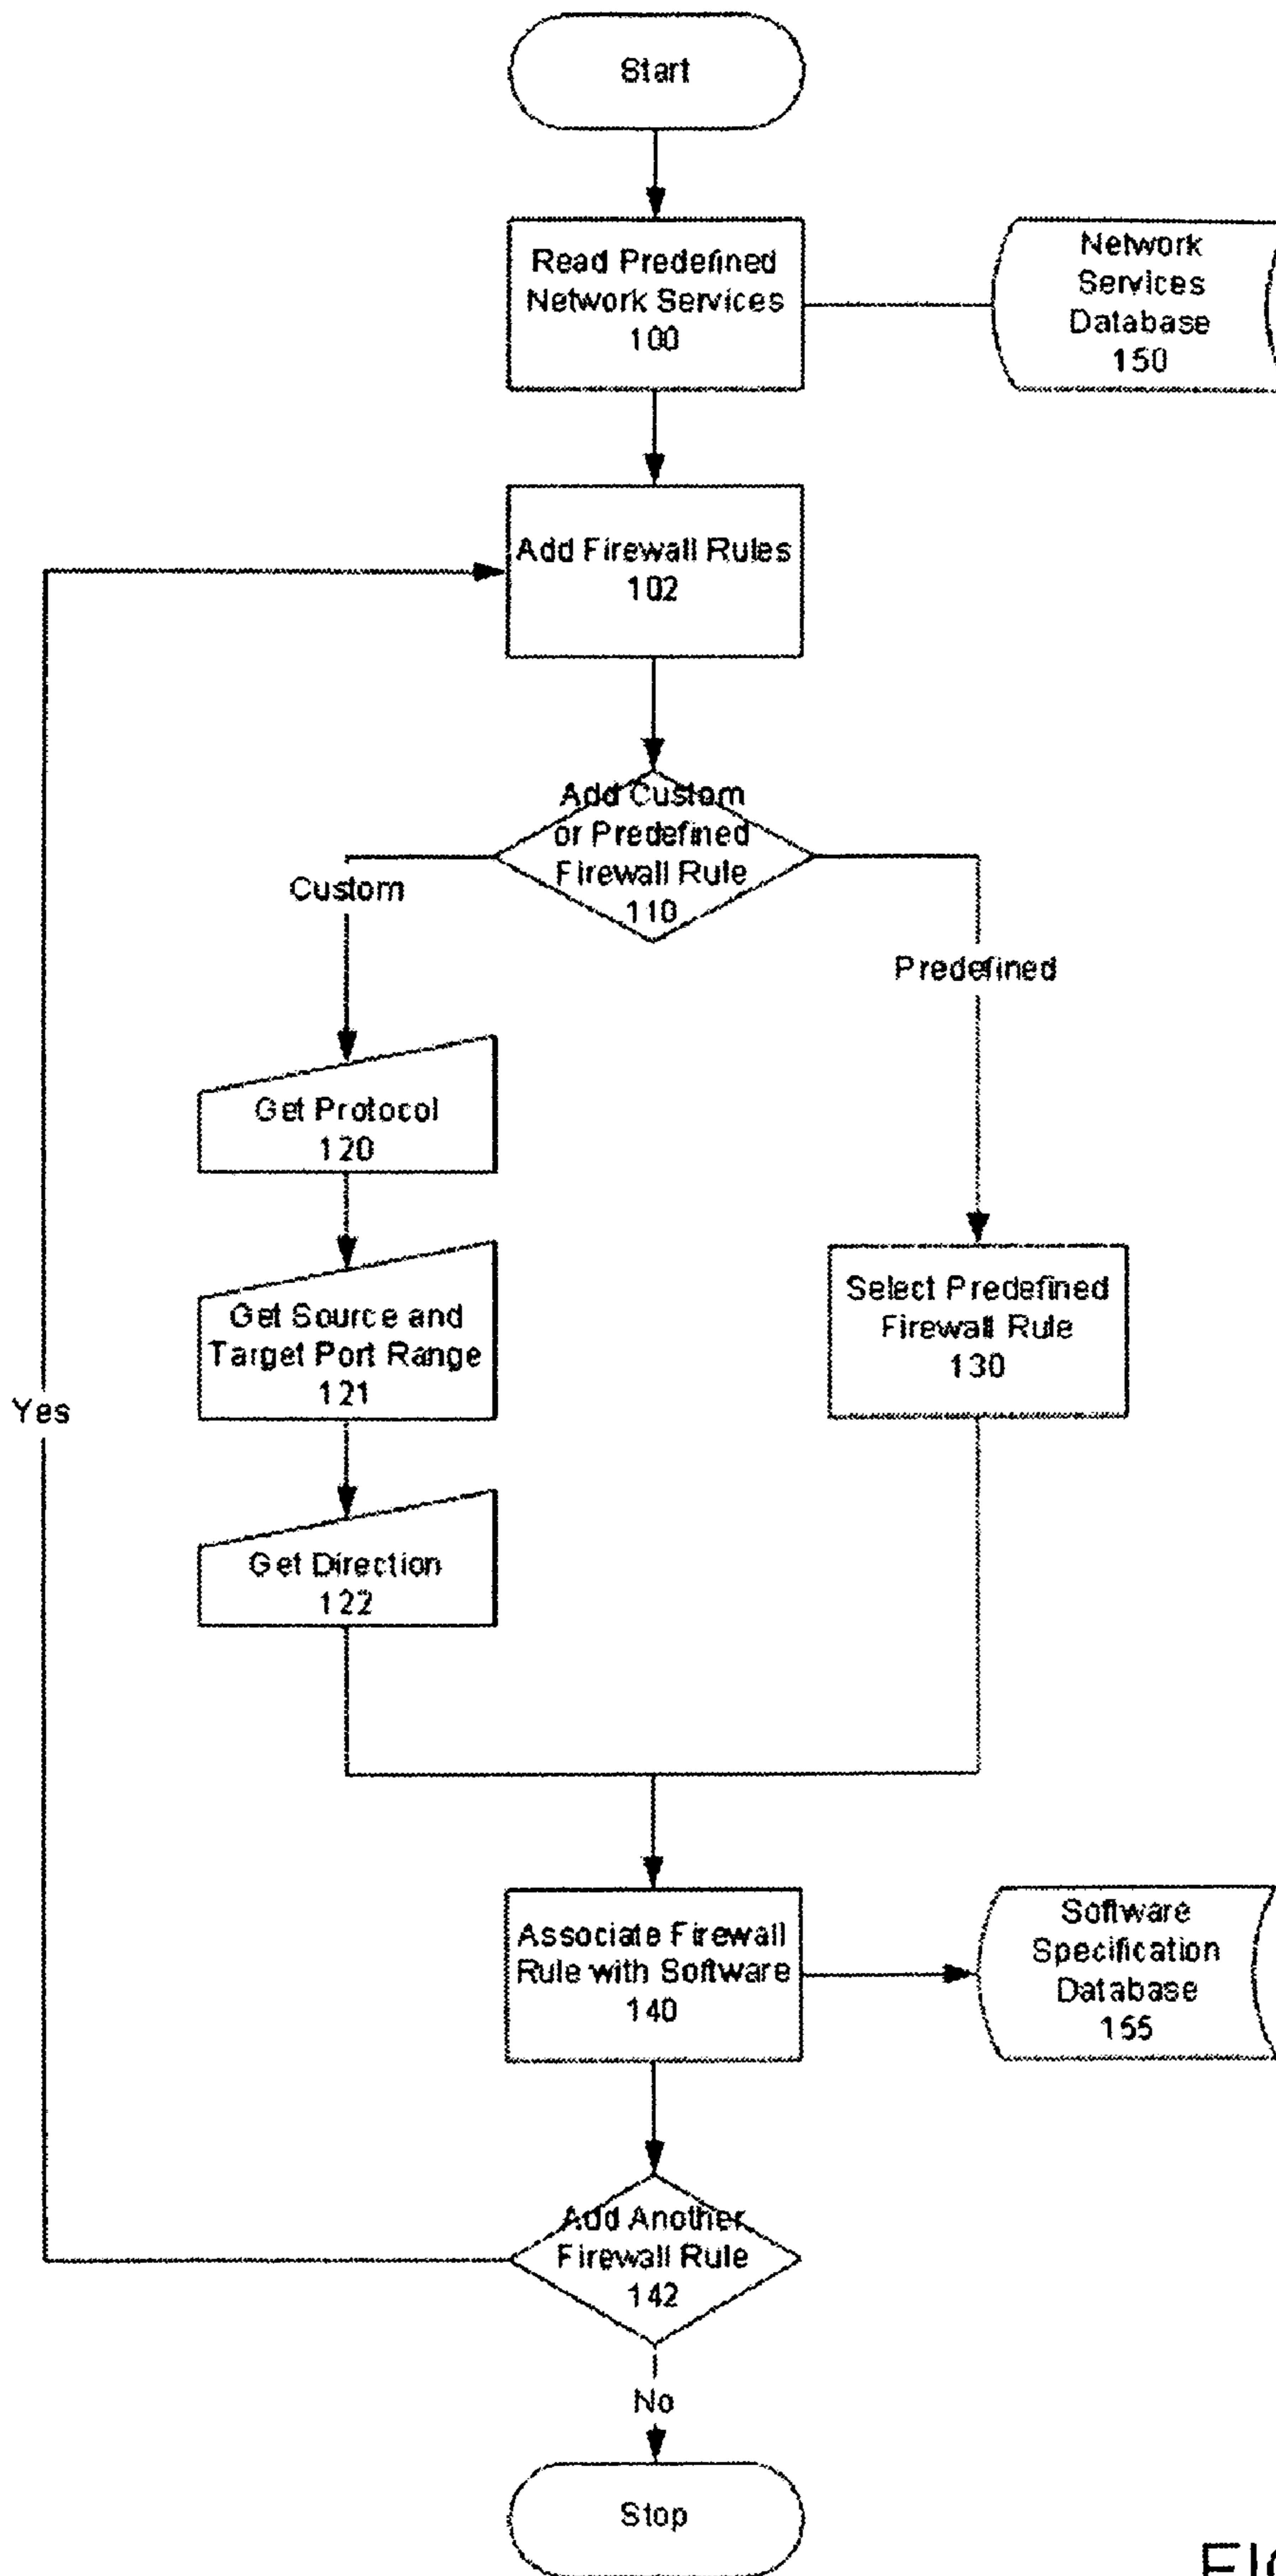 Start
Read Predefined
Network Services
100
Network
Services
Database
150
Add Firewall Rules
102
Add Custom
or Predefined
Firewall Rule
110
Custom
Predefined
Get Protocol
120
Get Source and
Target Port Range
121
Select Predefined
Firewall Rule
130
Yes
Get Direction
122
Associate Firewall
Rule with Software
140
Software
Specification
Database
155
Add Another
Firewall Rule
142
No
Stop